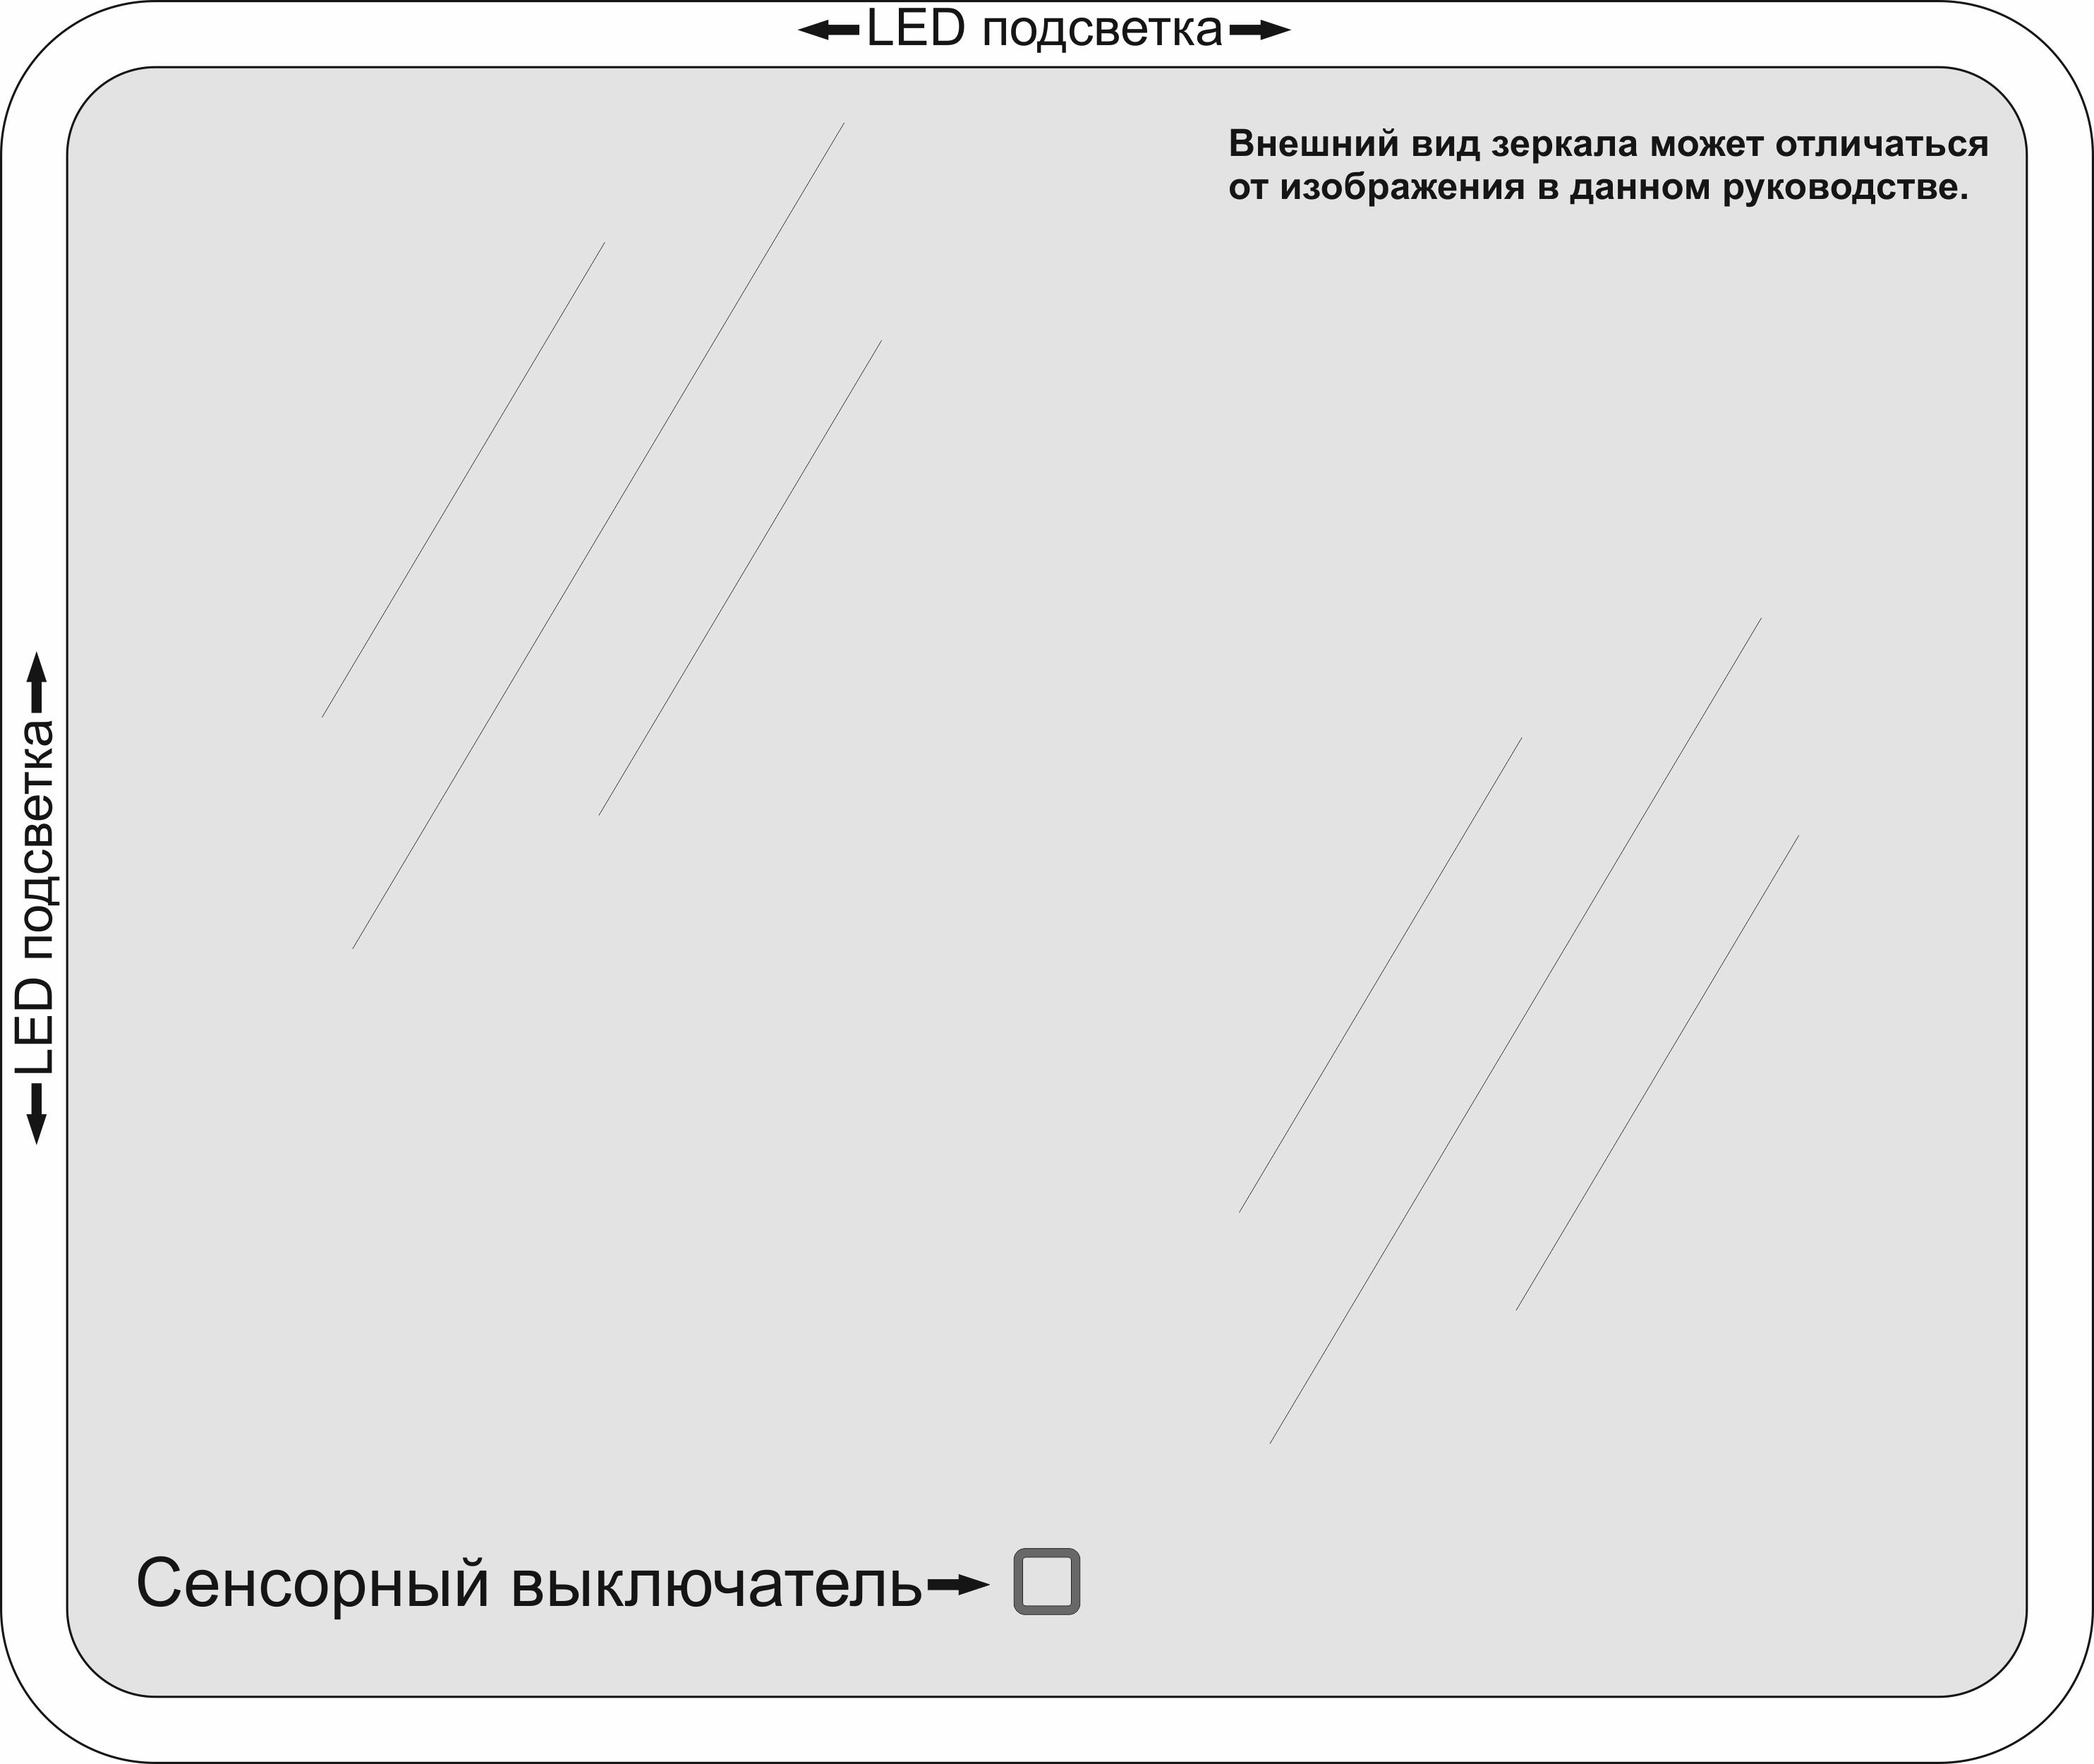 LED подсветка
Внешний вид зеркала может отличаться
от изображения в данном руководстве.
LED подсветка
Сенсорный выключатель